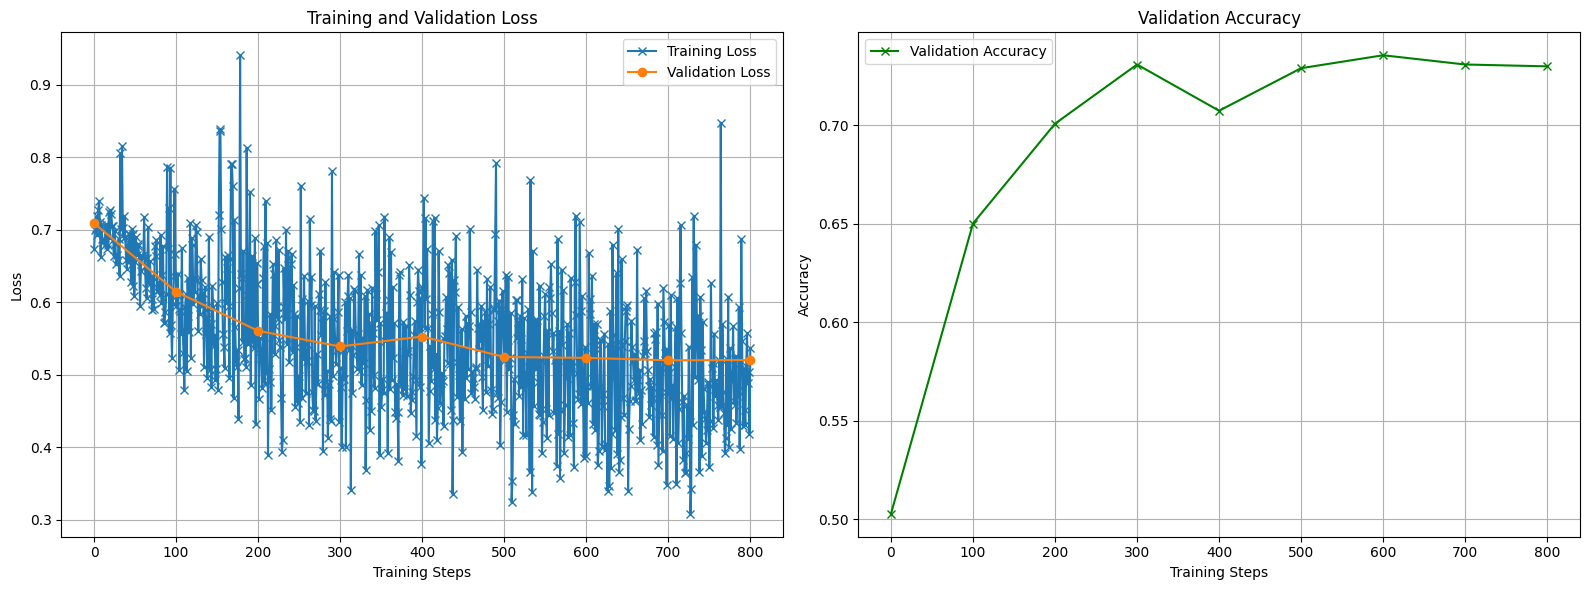 Training and Validation Loss
Training Loss
Validation Loss
0.9
0.8
0.7
0.6
0.5
0.4
0.3
Loss
0 100 200 300 400 500 600 700 800
Training Steps
Validation Accuracy
Validation Accuracy
0.70
0.65
0.60
0.55
0.50
Accuracy
0 100 200 300 400 500 600 700 800
Training Steps